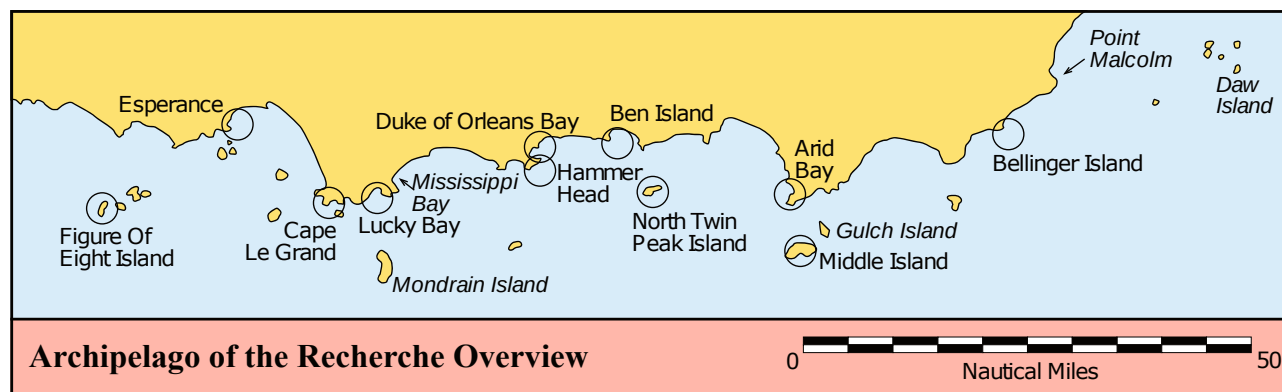 Point
Malcolm
Daw
Island
Esperance
Duke of Orleans Bay
Ben Island
Bellinger Island
Arid
Bay
Hammer
Head
Mississippi
Bay
Figure Of
Eight Island
Cape
Le Grand
Lucky Bay
North Twin
Peak Island
Gulch Island
Middle Island
Mondrain Island
Archipelago of the Recherche Overview
0
50
Nautical Miles